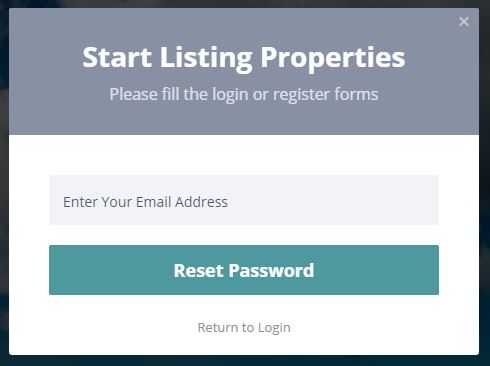 Start Listing Properties
Please fill the login or register forms
Enter Your Email Address
Reset Password
Return to Login